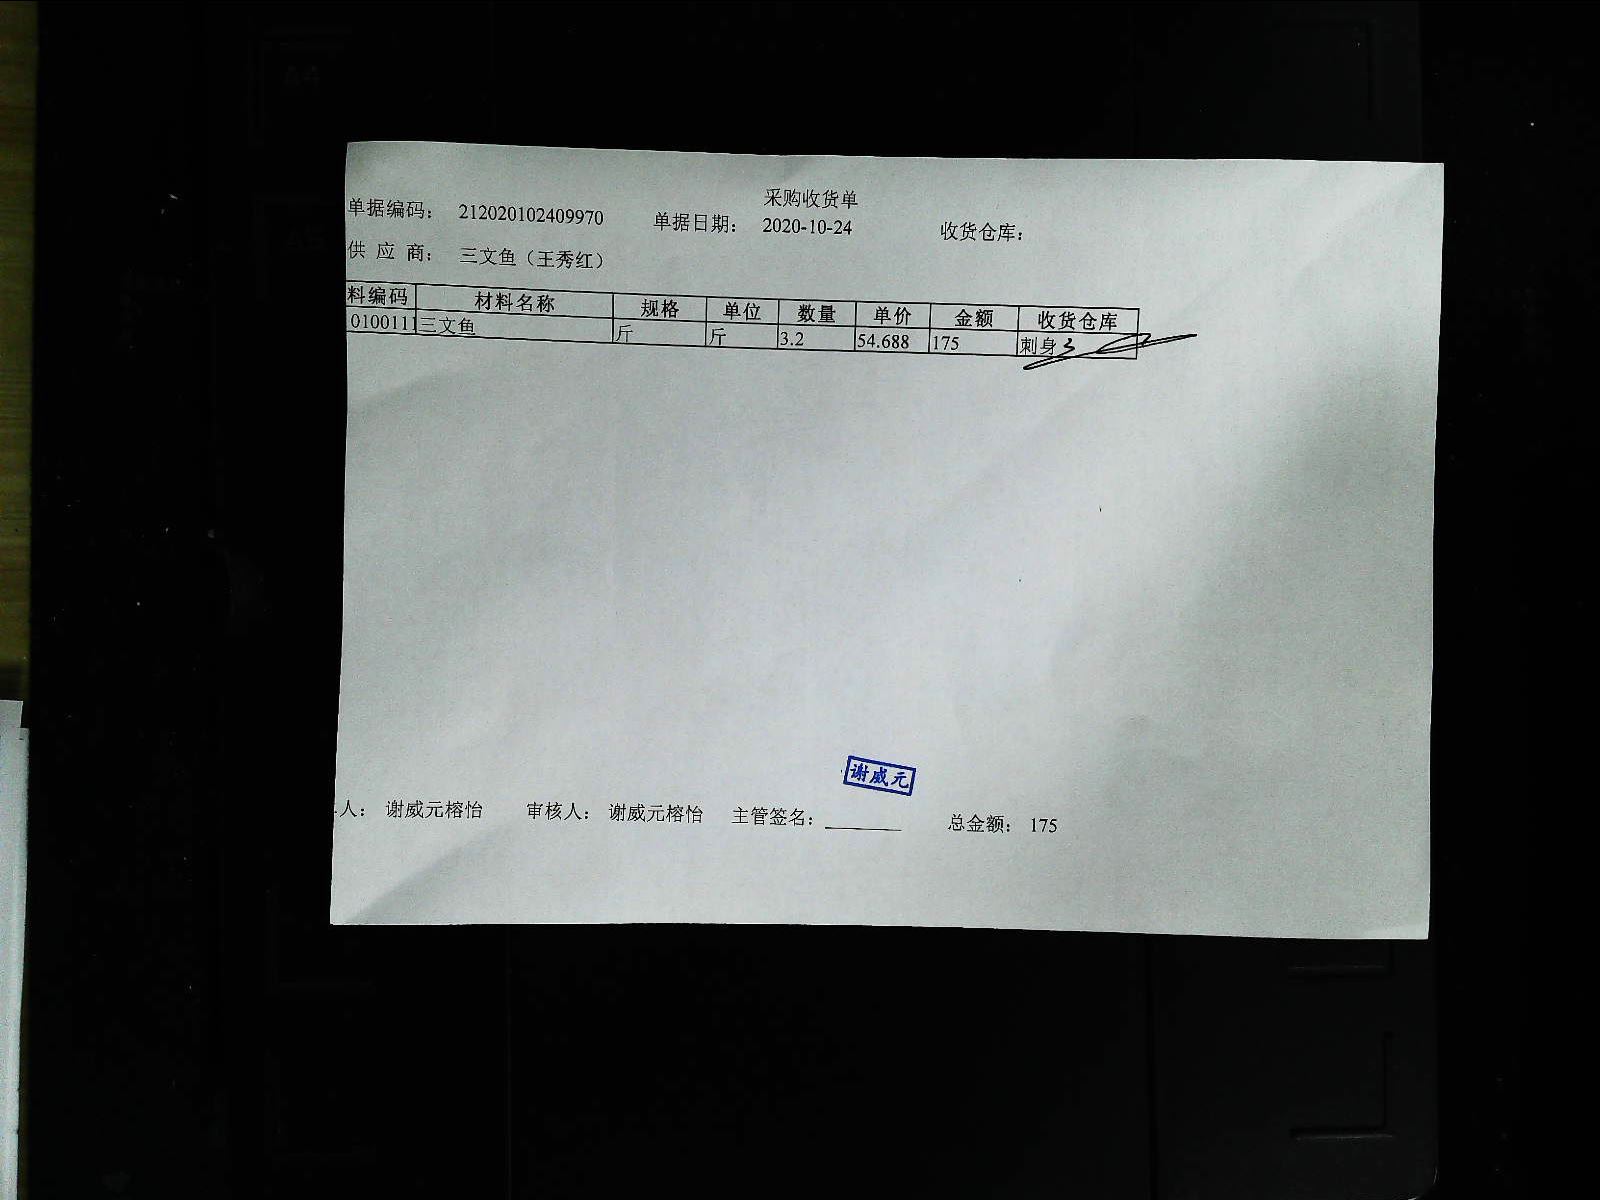 采购收货单
单据编码： 212020102409970 单据日期： 2020-10-24 收货仓库：
供 应 商： 三文鱼（王秀红）
料编码 材料名称 规格 单位 数量 单价 金额 收货仓库
0100111 三文鱼 斤 斤 3.2 54.688 175 刺身
谢威元
人： 谢威元榕怡 审核人： 谢威元榕怡 主管签名：________ 总金额： 175